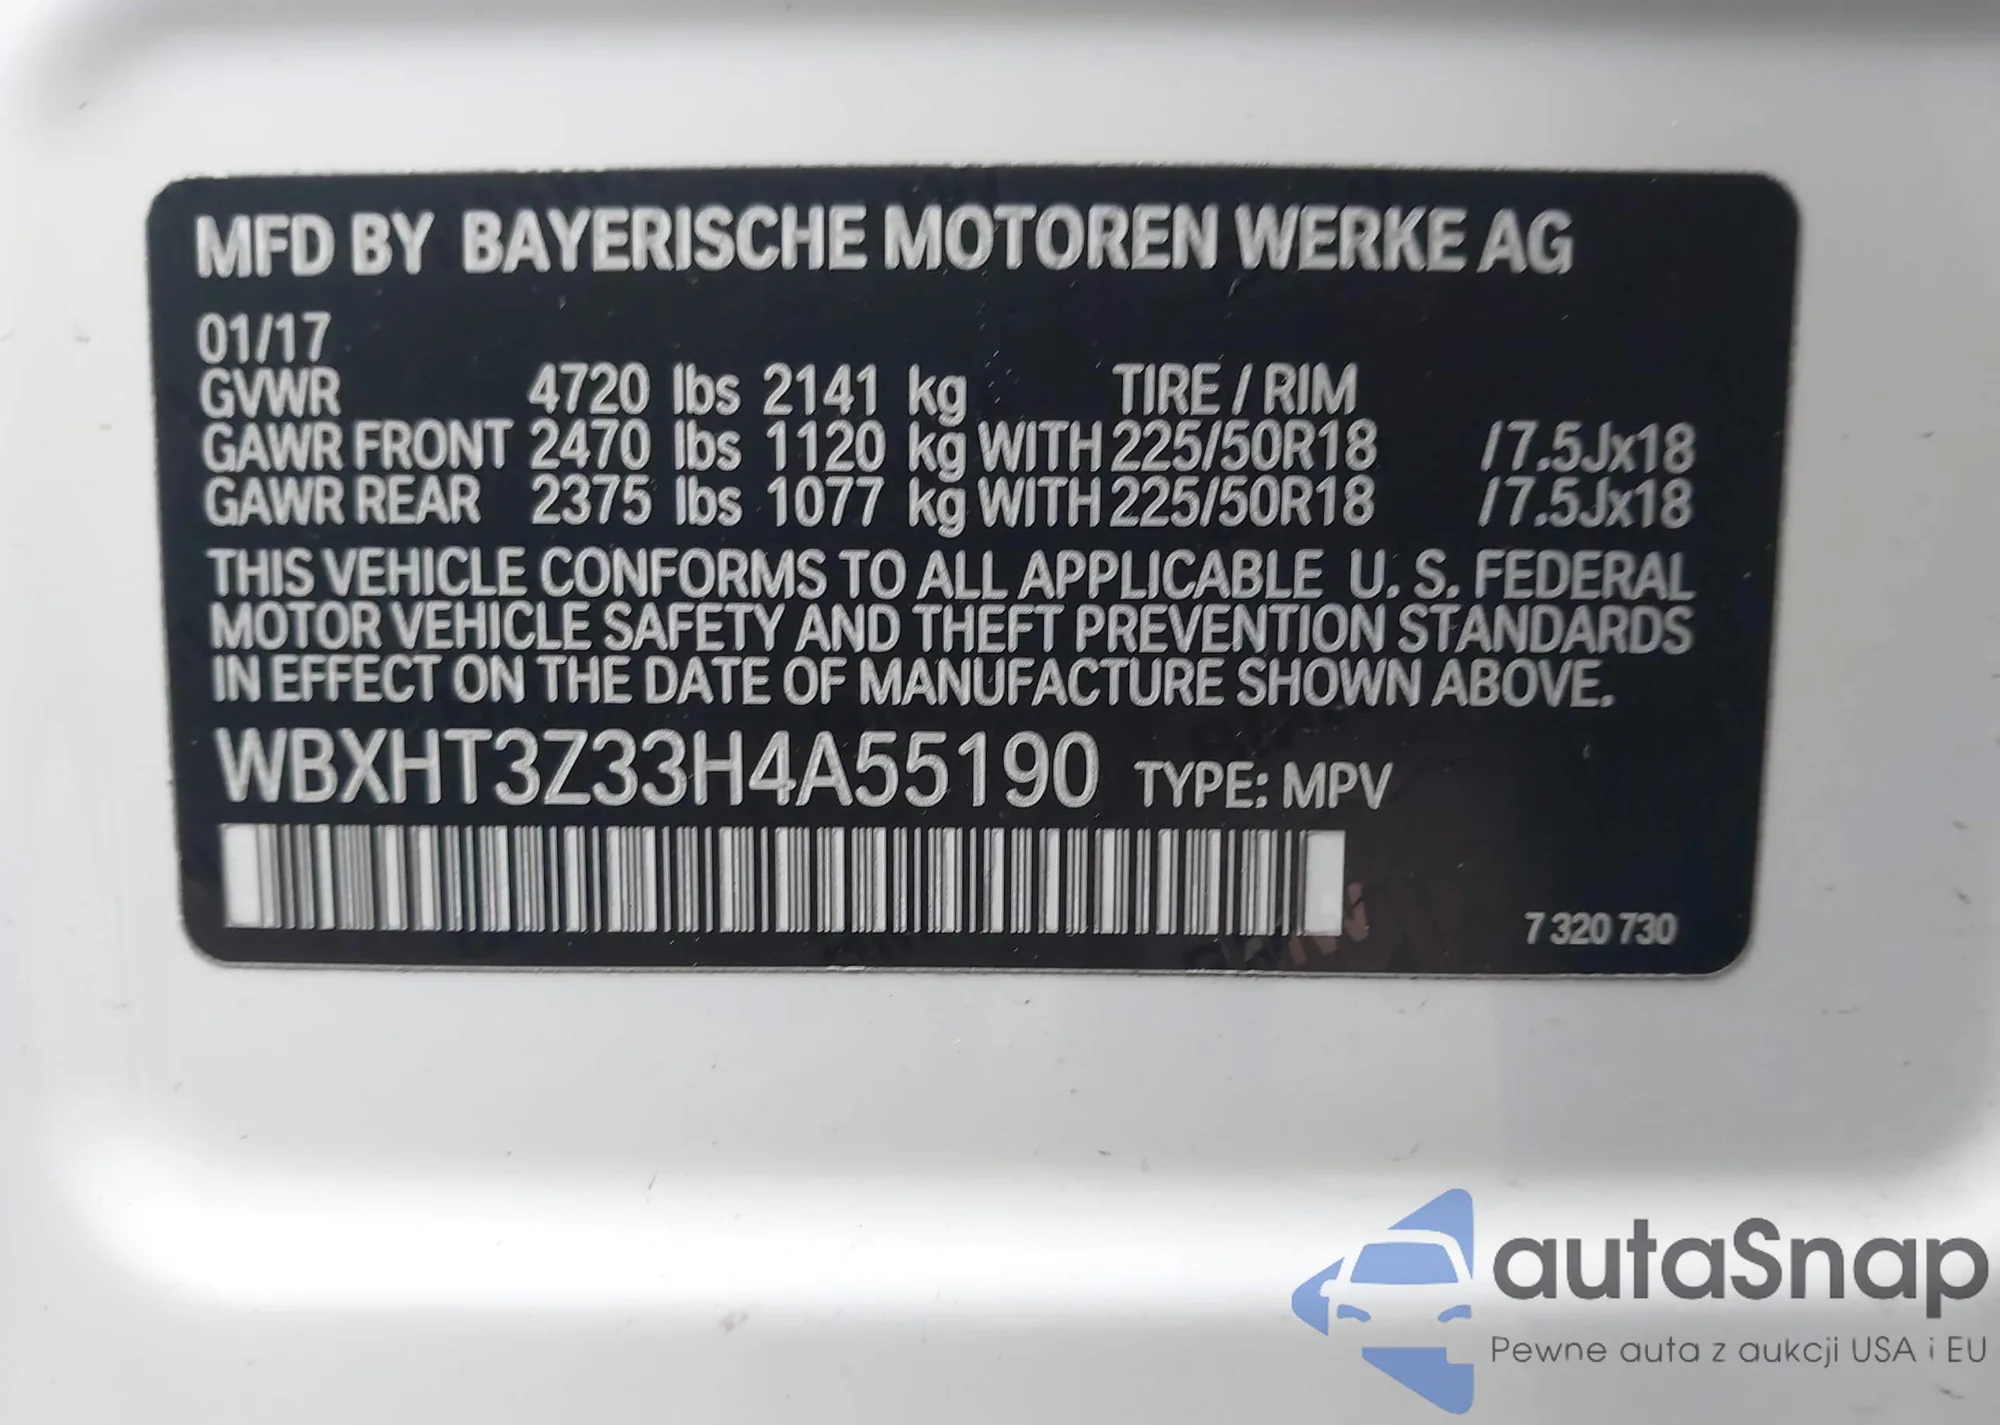 MFD BY BAYERISCHE MOTOREN WERKE AG
01/17
GVWR 4720 lbs 2141 kg TIRE / RIM
GAWR FRONT 2470 lbs 1120 kg WITH 225/50R18 /7.5Jx18
GAWR REAR 2375 lbs 1077 kg WITH 225/50R18 /7.5Jx18
THIS VEHICLE CONFORMS TO ALL APPLICABLE U. S. FEDERAL
MOTOR VEHICLE SAFETY AND THEFT PREVENTION STANDARDS
IN EFFECT ON THE DATE OF MANUFACTURE SHOWN ABOVE.
WBXHT3Z33H4A55190 TYPE: MPV
7 320 730
autaSnap
Pewne auta z aukcji USA i EU